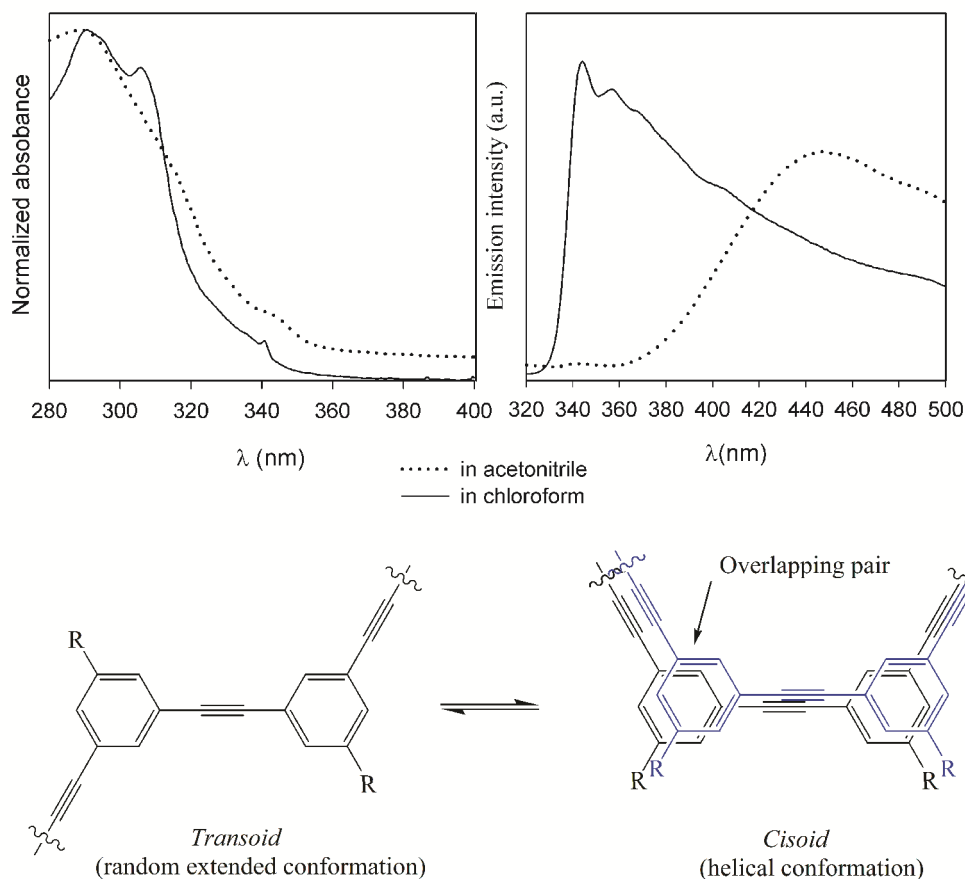 Normalized absobance
280 300 320 340 360 380 400
λ (nm)
Emission intensity (a.u.)
320 340 360 380 400 420 440 460 480 500
λ(nm)
in acetonitrile
in chloroform
Overlapping pair
R
R
R
R
R
R
Transoid
(random extended conformation)
Cisoid
(helical conformation)